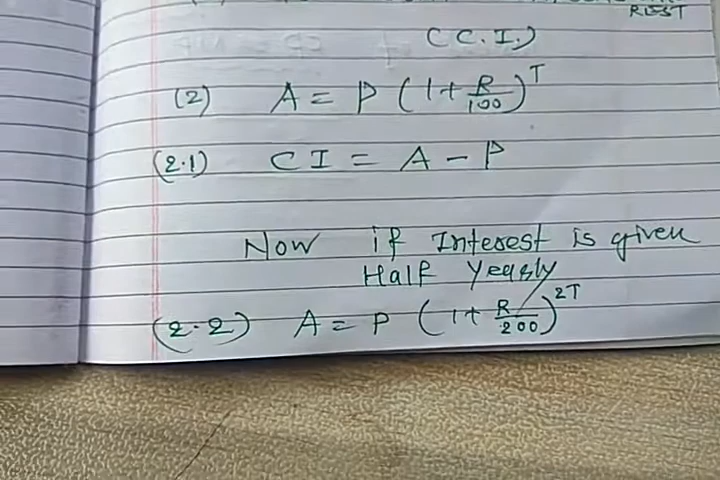 REST
(C.I.)
(2) A = P (1 + R/100)^T
(2.1) CI = A - P
Now if Interest is given
Half Yearly
(2.2) A = P (1 + R/200)^2T